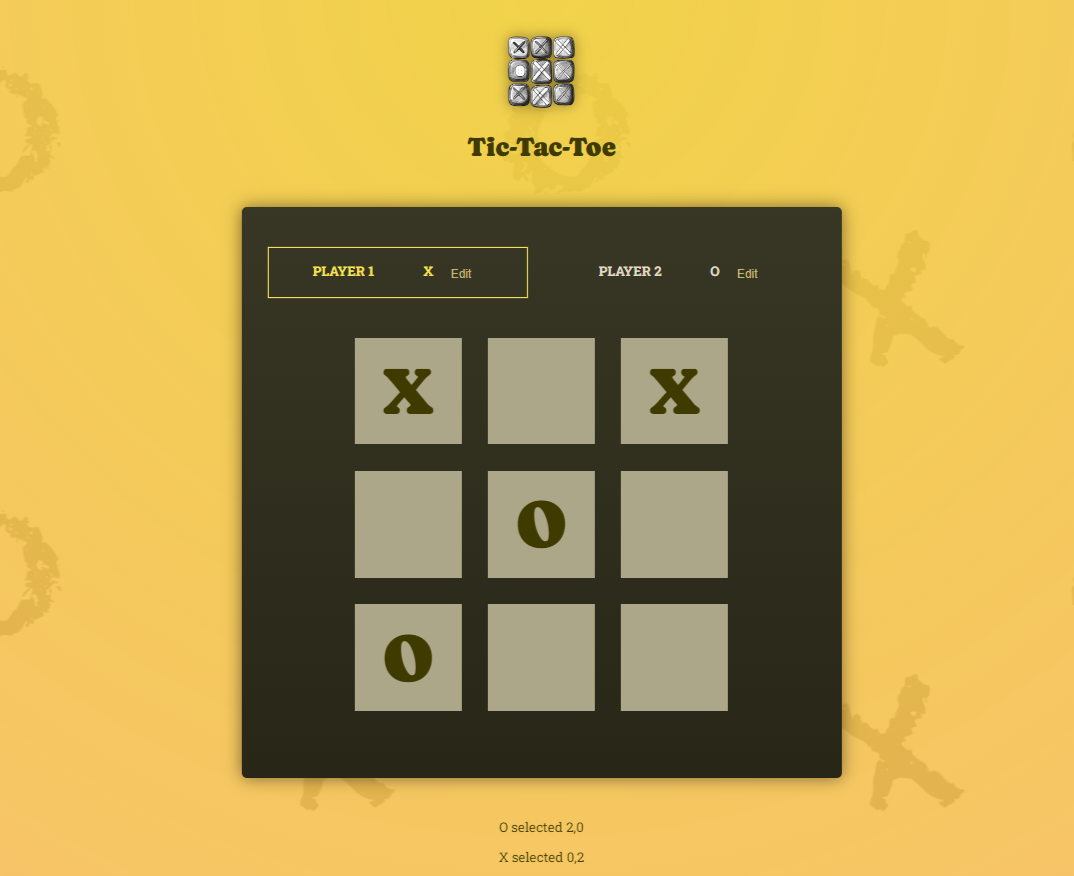 Tic-Tac-Toe
PLAYER 1 X Edit PLAYER 2 O Edit
X X
O
O
O selected 2,0
X selected 0,2